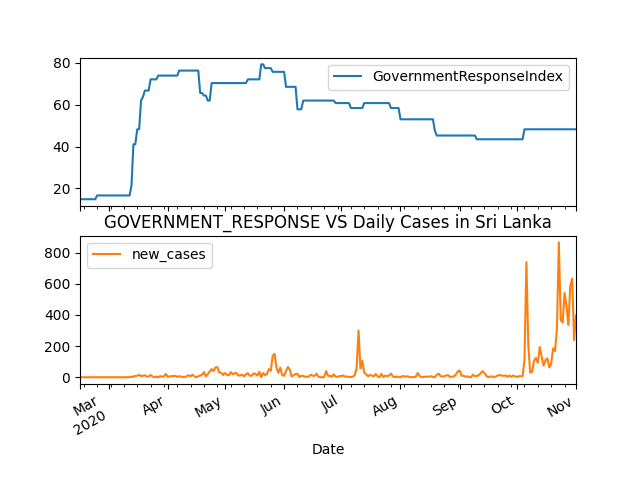 80
60
40
20
GovernmentResponseIndex
GOVERNMENT_RESPONSE VS Daily Cases in Sri Lanka
800
600
400
200
0
new_cases
Mar
2020
Apr
May
Jun
Jul
Aug
Sep
Oct
Nov
Date